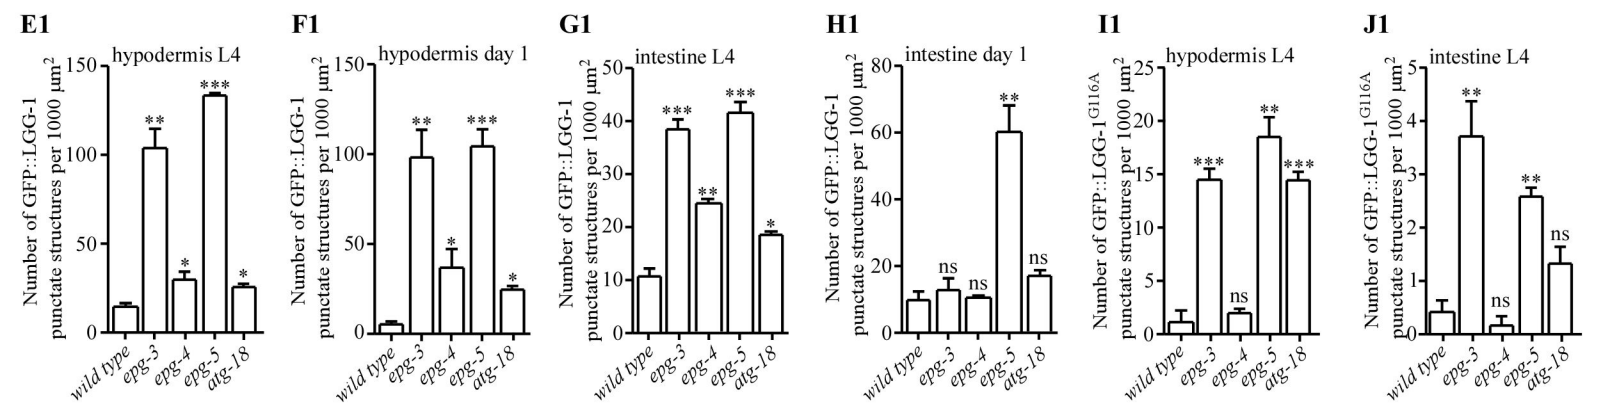 E1
hypodermis L4
Number of GFP::LGG-1
punctate structures per 1000 µm²
150
100
50
0
**
*
***
*
wild type
epg-3
epg-4
epg-5
atg-18
F1
hypodermis day 1
Number of GFP::LGG-1
punctate structures per 1000 µm²
150
100
50
0
**
*
***
*
wild type
epg-3
epg-4
epg-5
atg-18
G1
intestine L4
Number of GFP::LGG-1
punctate structures per 1000 µm²
50
40
30
20
10
0
***
**
***
*
wild type
epg-3
epg-4
epg-5
atg-18
H1
intestine day 1
Number of GFP::LGG-1
punctate structures per 1000 µm²
80
60
40
20
0
ns
ns
**
ns
wild type
epg-3
epg-4
epg-5
atg-18
I1
hypodermis L4
Number of GFP::LGG-1ᴳ¹¹⁶ᴬ
punctate structures per 1000 µm²
25
20
15
10
5
0
***
ns
**
***
wild type
epg-3
epg-4
epg-5
atg-18
J1
intestine L4
Number of GFP::LGG-1ᴳ¹¹⁶ᴬ
punctate structures per 1000 µm²
5
4
3
2
1
0
**
ns
**
ns
wild type
epg-3
epg-4
epg-5
atg-18